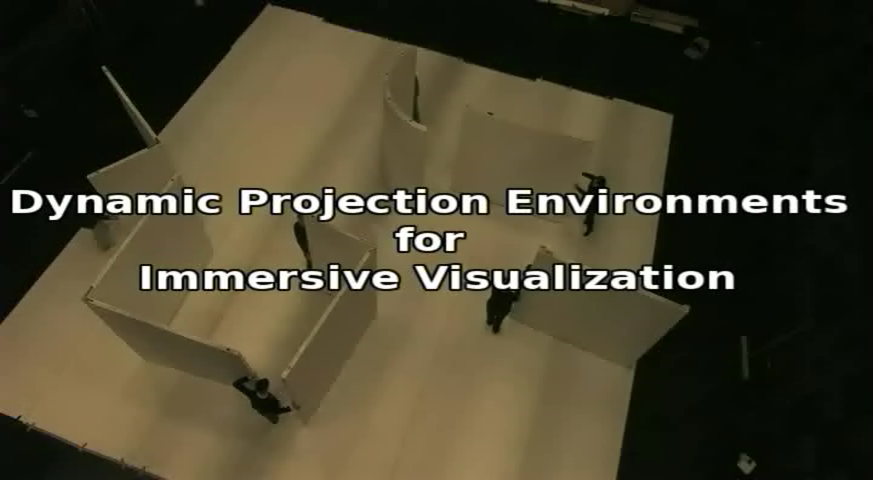 Dynamic Projection Environments
for
Immersive Visualization